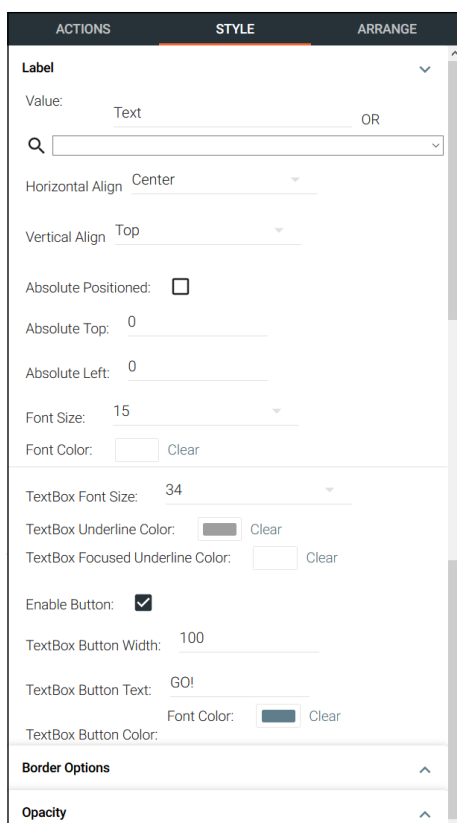 ACTIONS STYLE ARRANGE
Label
Value: Text OR
Horizontal Align Center
Vertical Align Top
Absolute Positioned:
Absolute Top: 0
Absolute Left: 0
Font Size: 15
Font Color: Clear
TextBox Font Size: 34
TextBox Underline Color: Clear
TextBox Focused Underline Color: Clear
Enable Button:
TextBox Button Width: 100
TextBox Button Text: GO!
Font Color: Clear
TextBox Button Color:
Border Options
Opacity